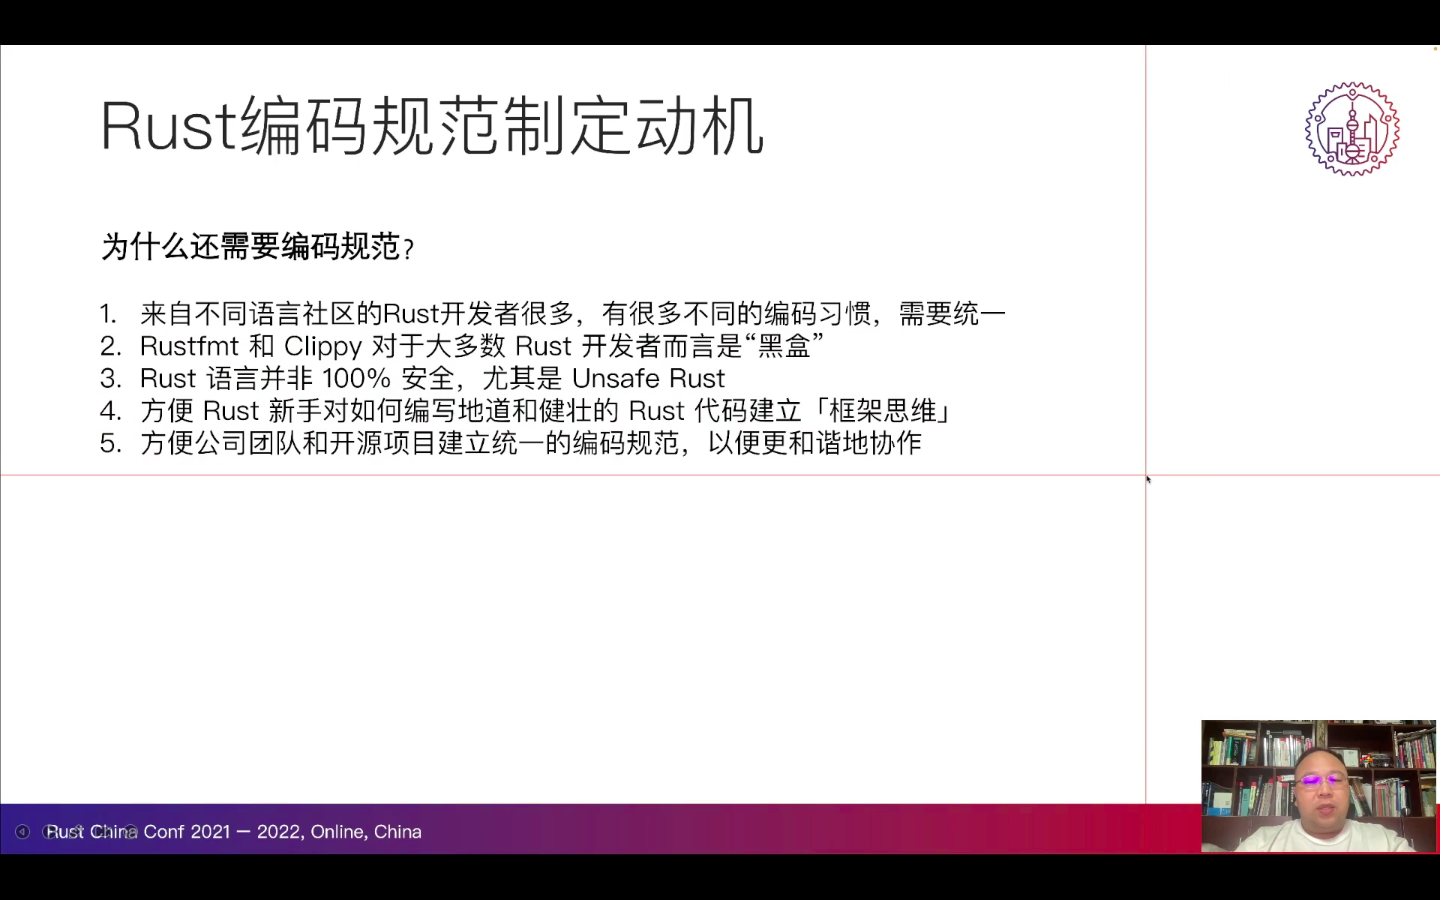 Rust编码规范制定动机
为什么还需要编码规范?
1. 来自不同语言社区的Rust开发者很多，有很多不同的编码习惯，需要统一
2. Rustfmt 和 Clippy 对于大多数 Rust 开发者而言是“黑盒”
3. Rust 语言并非 100% 安全，尤其是 Unsafe Rust
4. 方便 Rust 新手对如何编写地道和健壮的 Rust 代码建立「框架思维」
5. 方便公司团队和开源项目建立统一的编码规范，以便更和谐地协作
Rust China Conf 2021 – 2022, Online, China